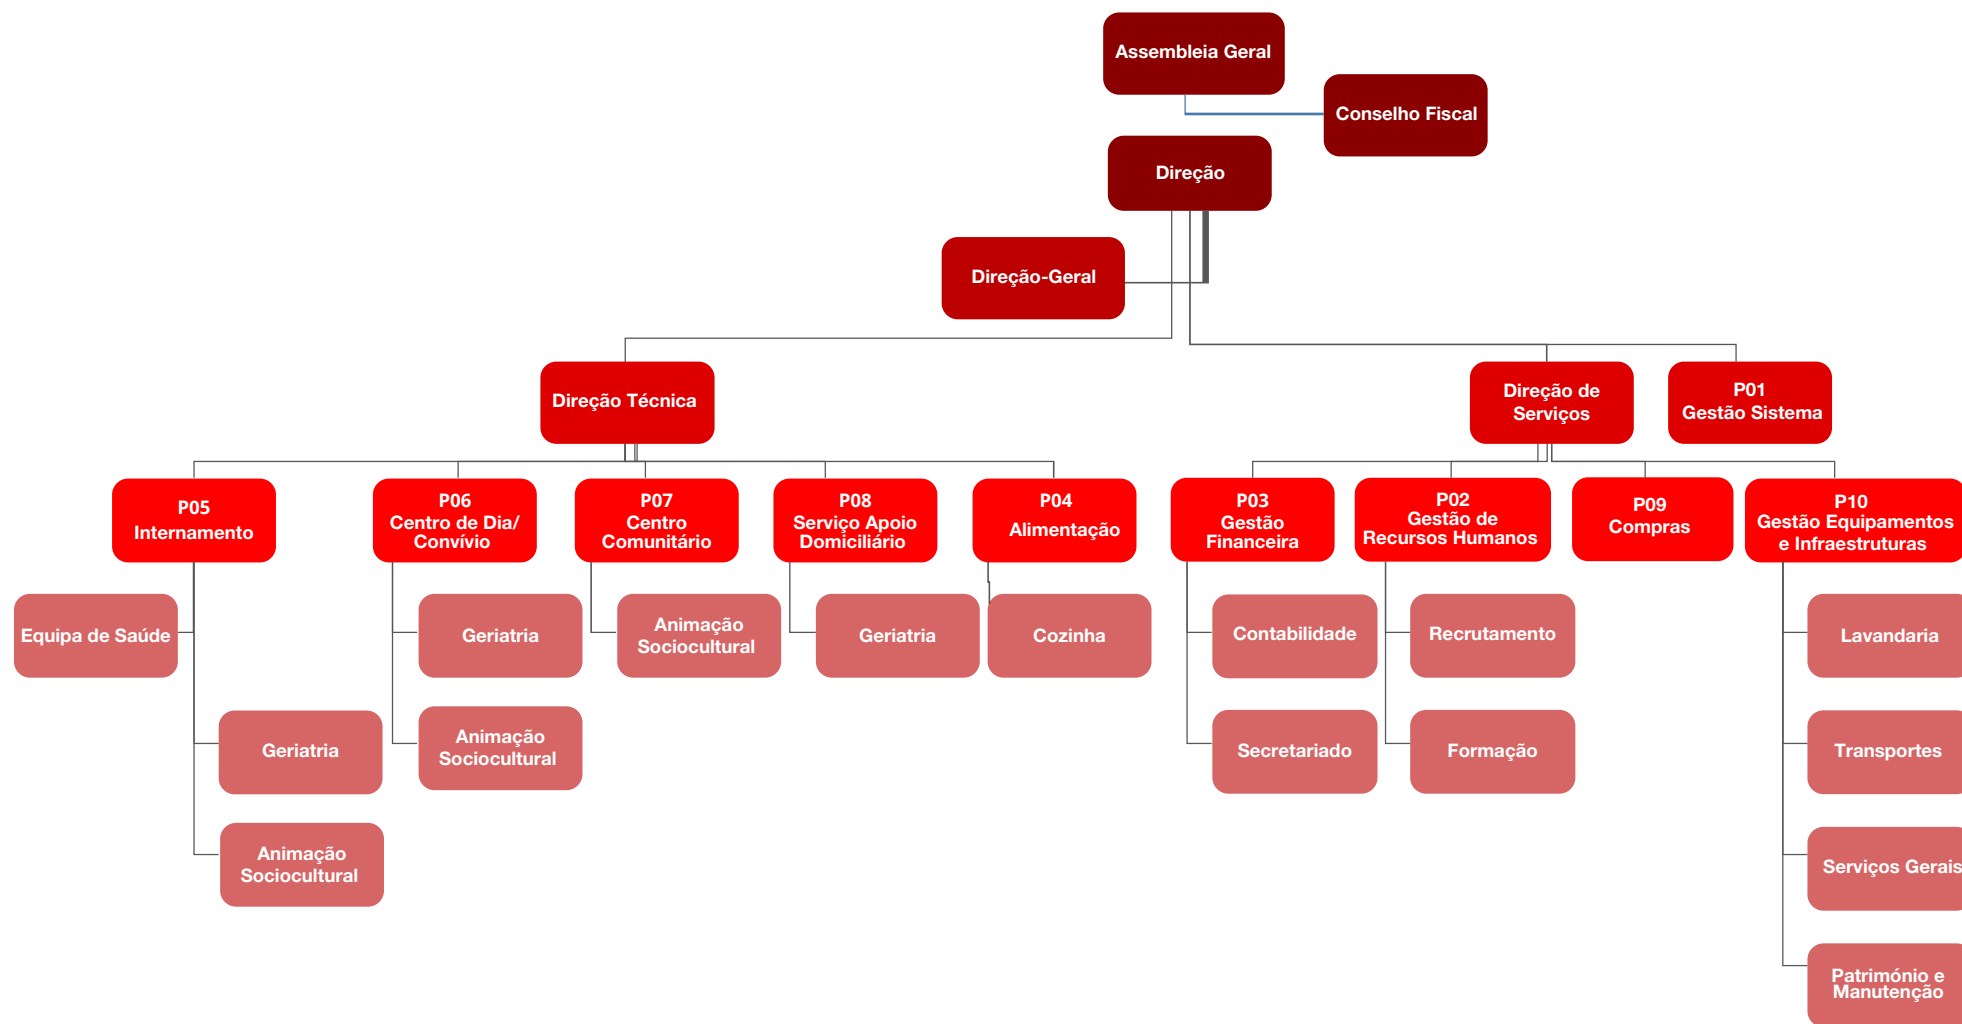 Assembleia Geral
Conselho Fiscal
Direção
Direção-Geral
Direção Técnica
Direção de
Serviços
P01
Gestão Sistema
P05
Internamento
P06
Centro de Dia/
Convívio
P07
Centro
Comunitário
P08
Serviço Apoio
Domiciliário
P04
Alimentação
P03
Gestão
Financeira
P02
Gestão de
Recursos Humanos
P09
Compras
P10
Gestão Equipamentos
e Infraestruturas
Equipa de Saúde
Geriatria
Animação
Sociocultural
Geriatria
Cozinha
Contabilidade
Recrutamento
Lavandaria
Geriatria
Animação
Sociocultural
Secretariado
Formação
Transportes
Animação
Sociocultural
Serviços Gerais
Património e
Manutenção